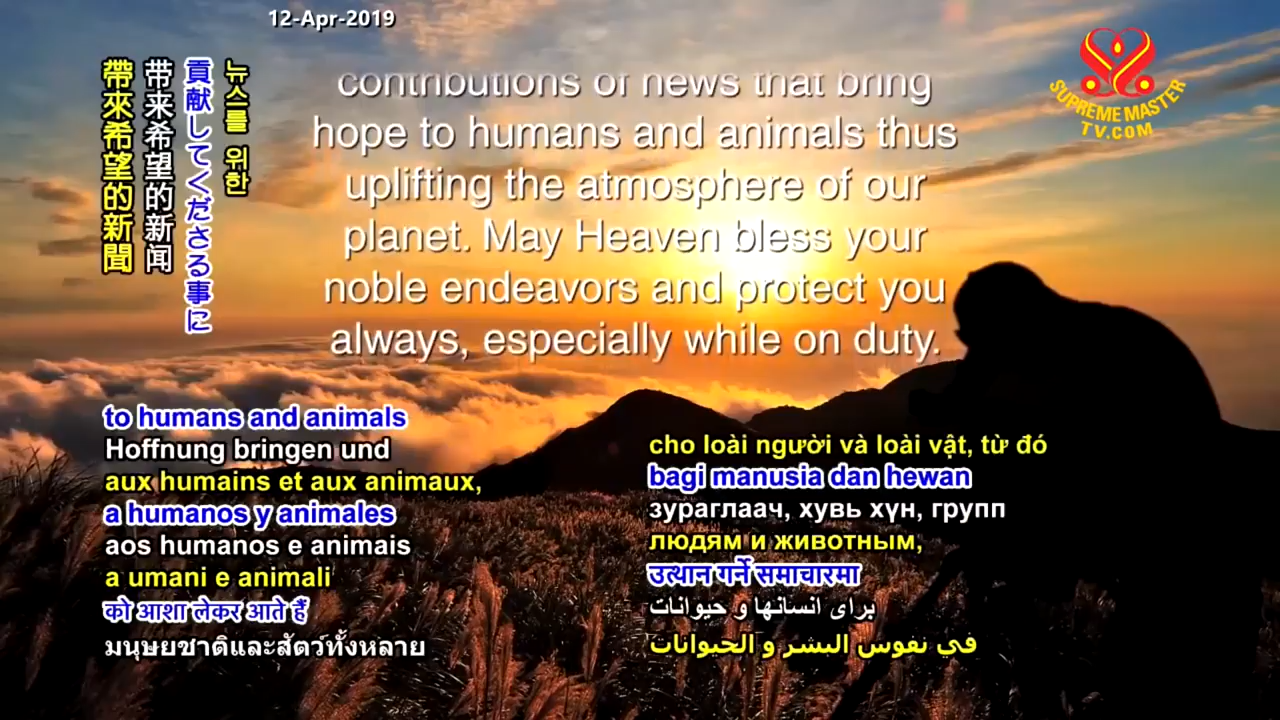 12-Apr-2019
뉴스를 위한
貢献してくださる事に
带来希望的新闻
帶來希望的新聞
contributions of news that bring
hope to humans and animals thus
uplifting the atmosphere of our
planet. May Heaven bless your
noble endeavors and protect you
always, especially while on duty.
SUPREME MASTER
TV.COM
to humans and animals
Hoffnung bringen und
aux humains et aux animaux,
a humanos y animales
aos humanos e animais
a umani e animali
को आशा लेकर आते हैं
มนุษยชาติและสัตว์ทั้งหลาย
cho loài người và loài vật, từ đó
bagi manusia dan hewan
зураглаач, хувь хүн, групп
людям и животным,
उत्थान गर्ने समाचारमा
برای انسانها و حیوانات
في نفوس البشر و الحيوانات